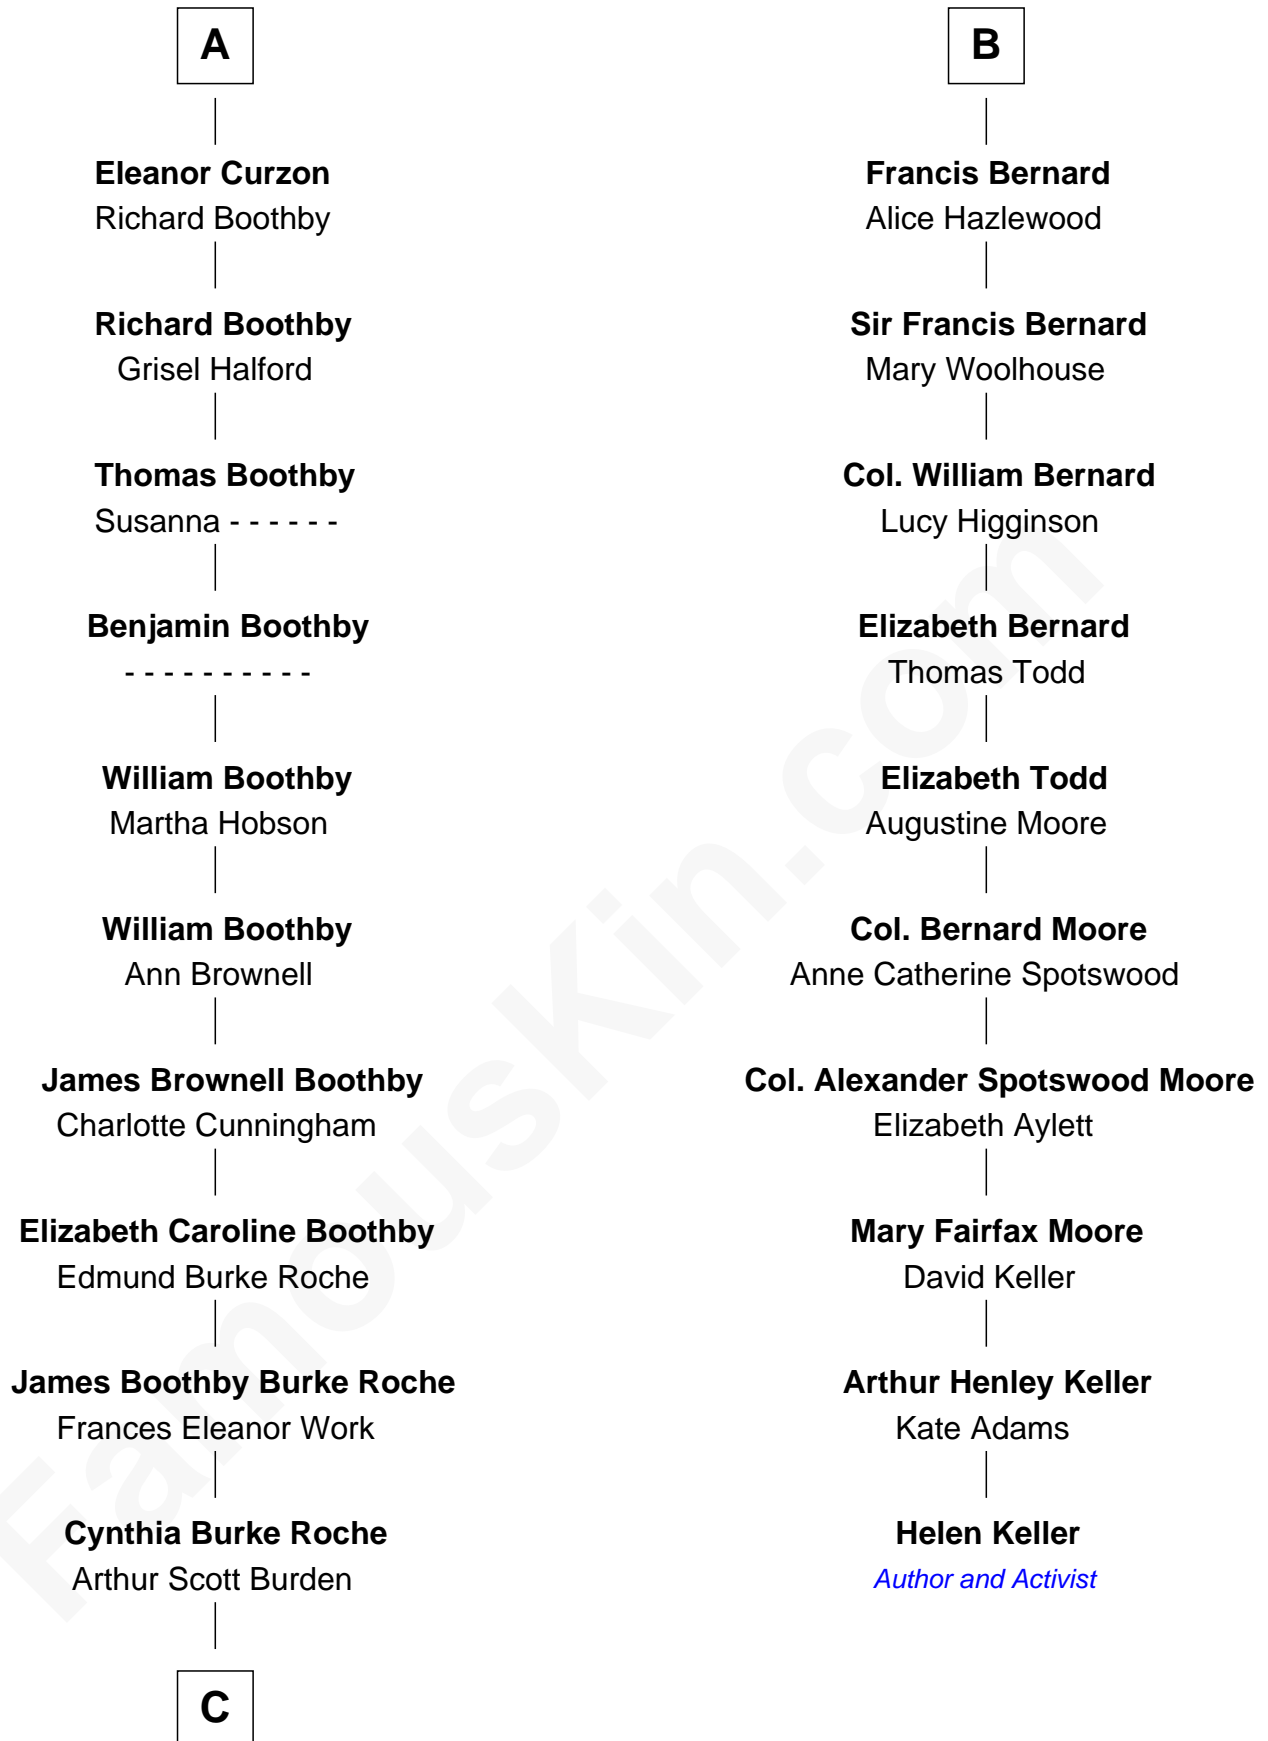 A
Eleanor Curzon
Richard Boothby
Richard Boothby
Grisel Halford
Thomas Boothby
Susanna - - - - - -
Benjamin Boothby
- - - - - - - - - -
William Boothby
Martha Hobson
William Boothby
Ann Brownell
James Brownell Boothby
Charlotte Cunningham
Elizabeth Caroline Boothby
Edmund Burke Roche
James Boothby Burke Roche
Frances Eleanor Work
Cynthia Burke Roche
Arthur Scott Burden
C
B
Francis Bernard
Alice Hazlewood
Sir Francis Bernard
Mary Woolhouse
Col. William Bernard
Lucy Higginson
Elizabeth Bernard
Thomas Todd
Elizabeth Todd
Augustine Moore
Col. Bernard Moore
Anne Catherine Spotswood
Col. Alexander Spotswood Moore
Elizabeth Aylett
Mary Fairfax Moore
David Keller
Arthur Henley Keller
Kate Adams
Helen Keller
Author and Activist
FamousKin.com